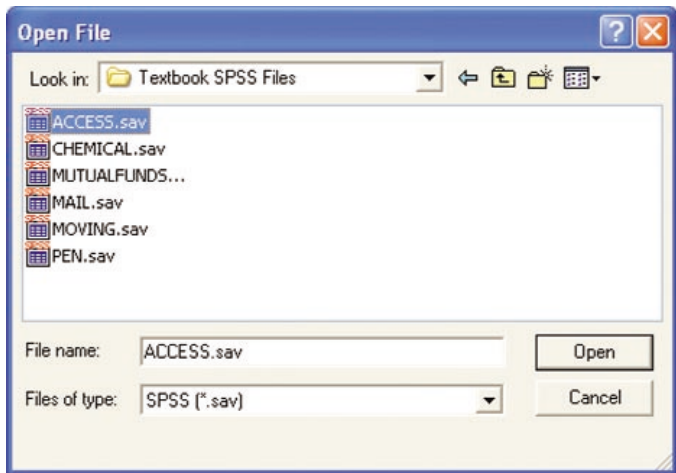 Open File
Look in: Textbook SPSS Files
ACCESS.sav
CHEMICAL.sav
MUTUALFUNDS...
MAIL.sav
MOVING.sav
PEN.sav
File name: ACCESS.sav Open
Files of type: SPSS (*.sav) Cancel